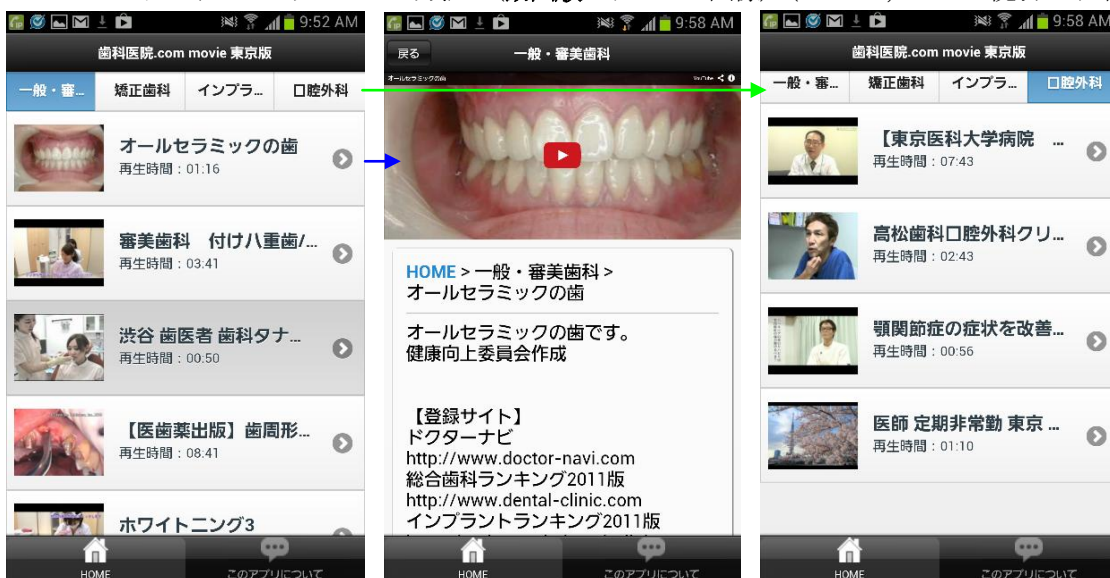 9:52 AM
歯科医院.com movie 東京版
一般・審... 矯正歯科 インプラ... 口腔外科
オールセラミックの歯
再生時間：01:16
審美歯科 付け八重歯/...
再生時間：03:41
渋谷 歯医者 歯科タナ...
再生時間：00:50
【医歯薬出版】歯周形...
再生時間：08:41
ホワイトニング3
HOME このアプリについて
9:58 AM
戻る 一般・審美歯科
オールセラミックの歯 YouTube
HOME > 一般・審美歯科 >
オールセラミックの歯
オールセラミックの歯です。
健康向上委員会作成
【登録サイト】
ドクターナビ
http://www.doctor-navi.com
総合歯科ランキング2011版
http://www.dental-clinic.com
インプラントランキング2011版
HOME このアプリについて
9:58 AM
歯科医院.com movie 東京版
一般・審... 矯正歯科 インプラ... 口腔外科
【東京医科大学病院 ...
再生時間：07:43
高松歯科口腔外科クリ...
再生時間：02:43
顎関節症の症状を改善...
再生時間：00:56
医師 定期非常勤 東京 ...
再生時間：01:10
HOME このアプリについて